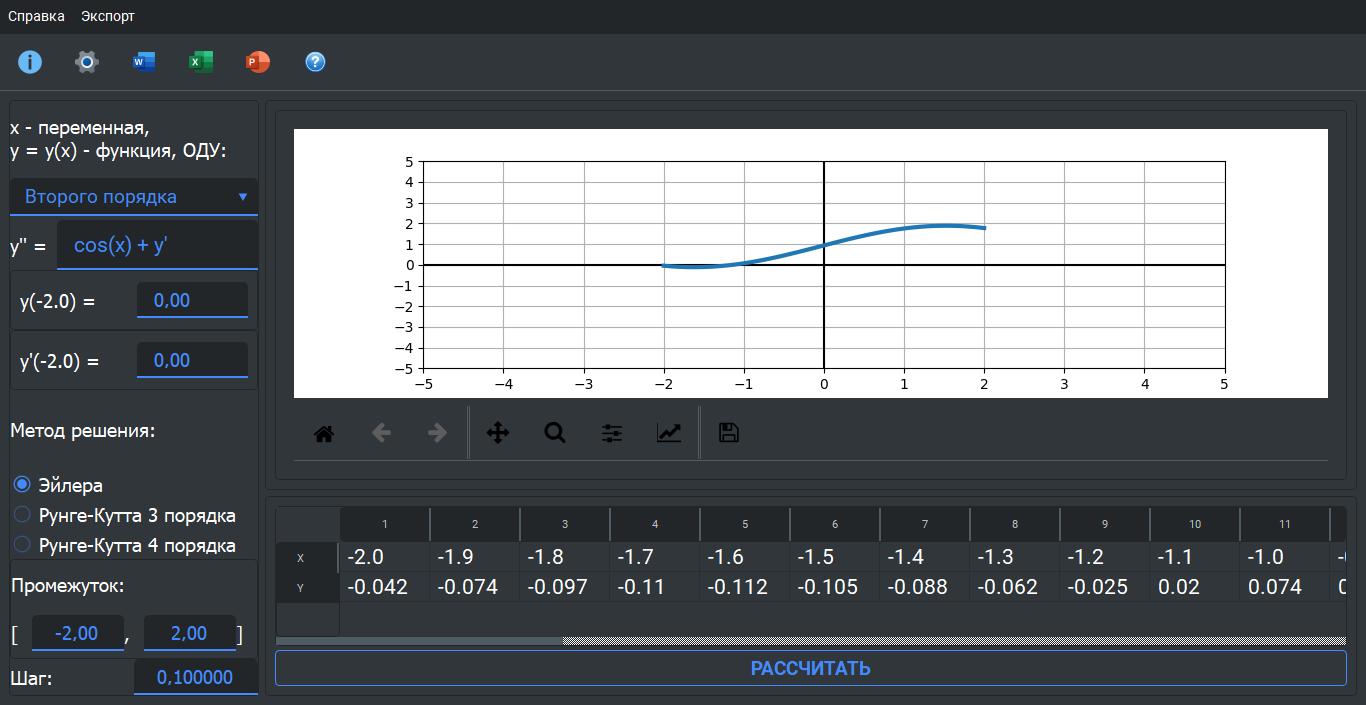 Справка Экспорт
i W X P ?
x - переменная,
y = y(x) - функция, ОДУ:
Второго порядка
y'' = cos(x) + y'
y(-2.0) = 0,00
y'(-2.0) = 0,00
Метод решения:
Эйлера
Рунге-Кутта 3 порядка
Рунге-Кутта 4 порядка
Промежуток:
[ -2,00 , 2,00 ]
Шаг: 0,100000
5
4
3
2
1
0
−1
−2
−3
−4
−5
−5 −4 −3 −2 −1 0 1 2 3 4 5
1 2 3 4 5 6 7 8 9 10 11
X -2.0 -1.9 -1.8 -1.7 -1.6 -1.5 -1.4 -1.3 -1.2 -1.1 -1.0
Y -0.042 -0.074 -0.097 -0.11 -0.112 -0.105 -0.088 -0.062 -0.025 0.02 0.074
РАССЧИТАТЬ